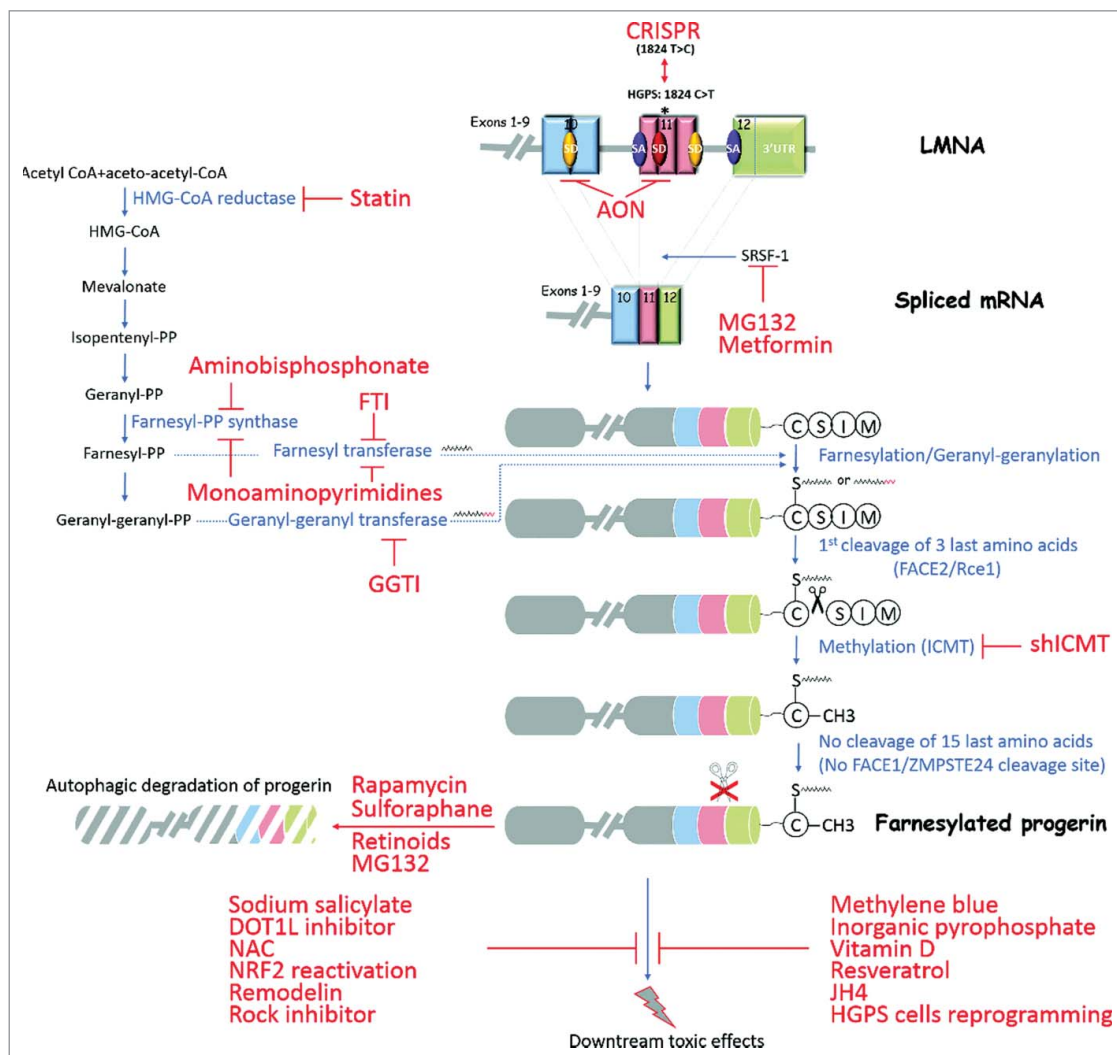 CRISPR
(1824 T>C)
HGPS: 1824 C>T
*
Exons 1-9
10
11
12
SD
SA
SD
SD
SA
3'UTR
LMNA
AON
Acetyl CoA+aceto-acetyl-CoA
HMG-CoA reductase
Statin
HMG-CoA
Mevalonate
Isopentenyl-PP
Geranyl-PP
Farnesyl-PP synthase
Farnesyl-PP
Geranyl-geranyl-PP
Aminobisphosphonate
FTI
Farnesyl transferase
Monoaminopyrimidines
Geranyl-geranyl transferase
GGTI
SRSF-1
Exons 1-9
10
11
12
Spliced mRNA
MG132
Metformin
C S I M
Farnesylation/Geranyl-geranylation
S or
C S I M
1st cleavage of 3 last amino acids
(FACE2/Rce1)
S
C S I M
Methylation (ICMT)
shICMT
S
C CH3
No cleavage of 15 last amino acids
(No FACE1/ZMPSTE24 cleavage site)
S
C CH3
Farnesylated progerin
Autophagic degradation of progerin
Rapamycin
Sulforaphane
Retinoids
MG132
Sodium salicylate
DOT1L inhibitor
NAC
NRF2 reactivation
Remodelin
Rock inhibitor
Methylene blue
Inorganic pyrophosphate
Vitamin D
Resveratrol
JH4
HGPS cells reprogramming
Downtream toxic effects